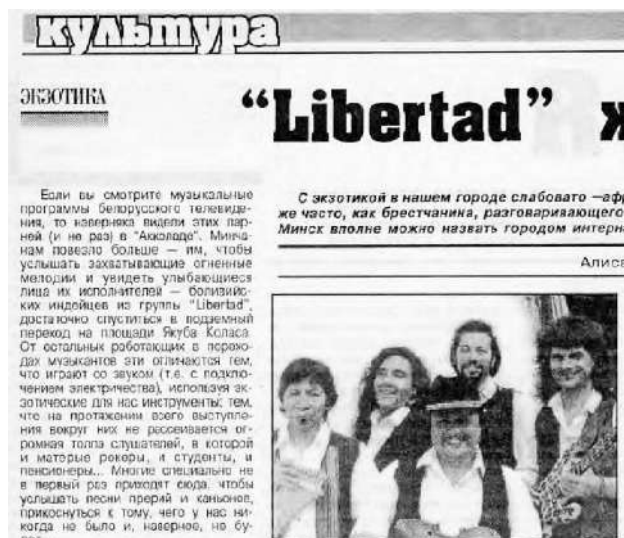 культура
ЭКЗОТИКА
“Libertad”
С экзотикой в нашем городе слабовато —
же часто, как брестчанина, разговаривающего
Минск вполне можно назвать городом
Алиса
Если вы смотрите музыкальные
программы белорусского телевиде-
ния, то наверняка видели этих пар-
ней (и не раз) в "Акколаде". Минча-
нам повезло больше — им, чтобы
услышать захватывающие огненные
мелодии и увидеть улыбающиеся
лица их исполнителей — боливийс-
ких индейцев из группы "Libertad",
достаточно спуститься в подземный
переход на площади Якуба Коласа.
От остальных работающих в перехо-
дах музыкантов эти отличаются тем,
что играют со звуком (т.е. с подклю-
чением электричества), используя эк-
зотические для нас инструменты; тем,
что на протяжении всего выступле-
ния вокруг них не рассеивается ог-
ромная толпа слушателей, в которой
и матерые рокеры, и студенты, и
пенсионеры... Многие специально не
в первый раз приходят сюда, чтобы
услышать песни прерий и каньонов,
прикоснуться к тому, чего у нас ни-
когда не было и, наверное, не бу-